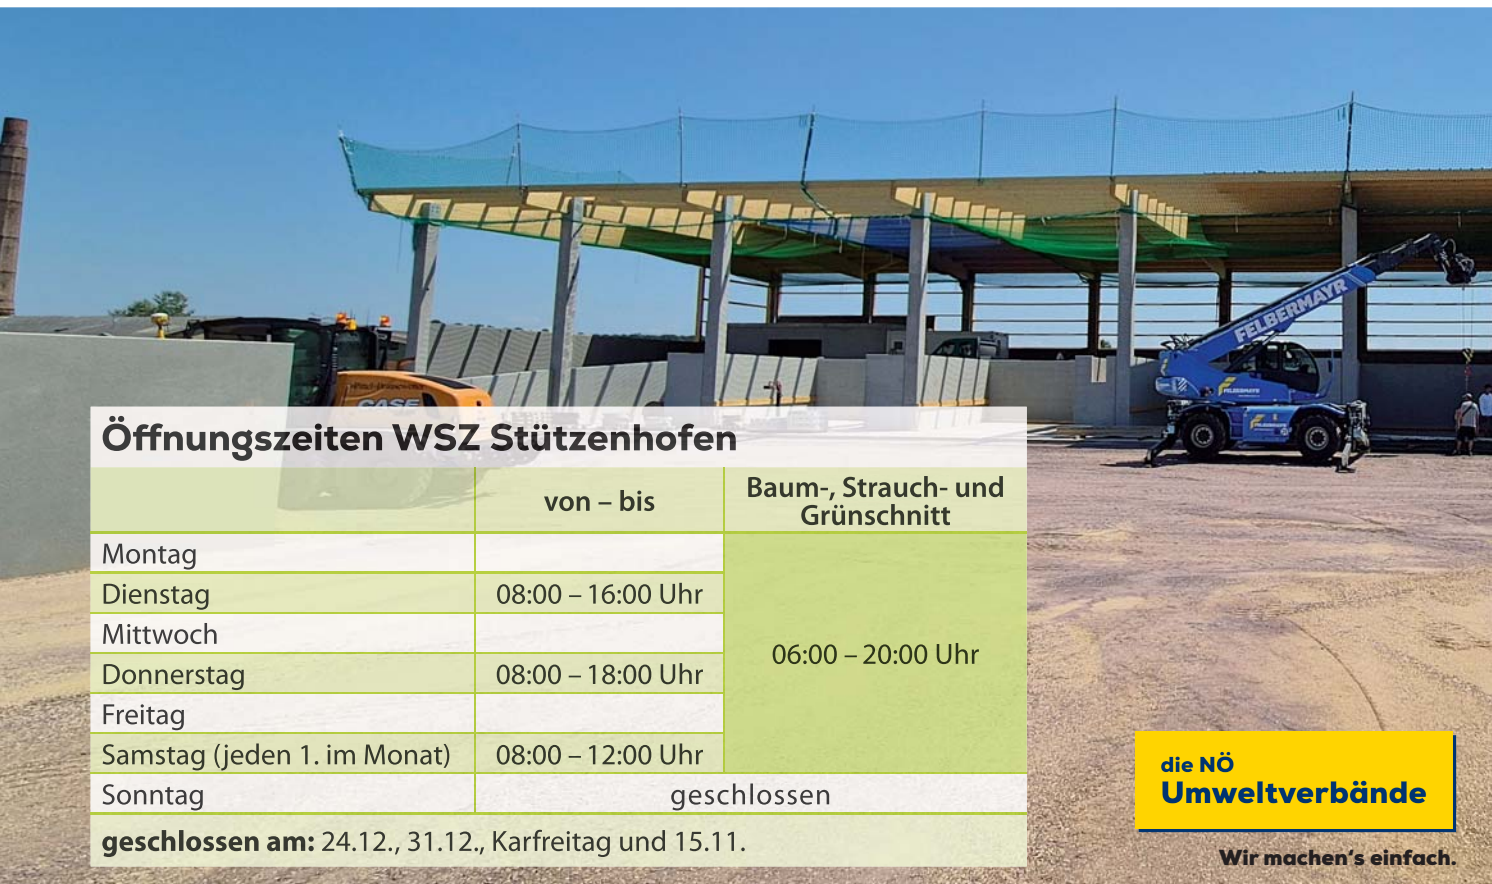 FELBERMAYR
FELBERMAYR
FELBERMAYR
CASE
Öffnungszeiten WSZ Stützenhofen
von – bis
Baum-, Strauch- und
Grünschnitt
Montag
Dienstag 08:00 – 16:00 Uhr
Mittwoch
06:00 – 20:00 Uhr
Donnerstag 08:00 – 18:00 Uhr
Freitag
Samstag (jeden 1. im Monat) 08:00 – 12:00 Uhr
Sonntag geschlossen
geschlossen am: 24.12., 31.12., Karfreitag und 15.11.
die NÖ
Umweltverbände
Wir machen‘s einfach.